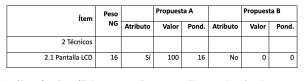 Ítem Peso NG Propuesta A Propuesta B
Atributo Valor Pond. Atributo Valor Pond.
2 Técnicos
2.1 Pantalla LCD 16 Sí 100 16 No 0 0